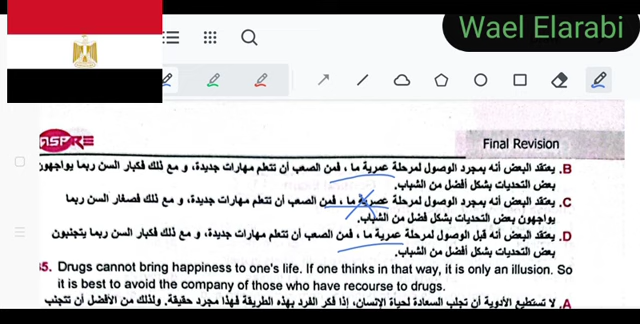 Wael Elarabi
Final Revision
B. يعتقد البعض أنه بمجرد الوصول لمرحلة عمرية ما ، فمن الصعب أن تتعلم مهارات جديدة، و مع ذلك فكبار السن ربما يواجهون
بعض التحديات بشكل أفضل من الشباب.
C. يعتقد البعض أنه بمجرد الوصول لمرحلة عصرية ما ، فمن الصعب أن تتعلم مهارات جديدة، و مع ذلك فصغار السن ربما
يواجهون بعض التحديات بشكل فضل من الشباب.
D. يعتقد البعض أنه قبل الوصول لمرحلة عمرية ما ، فمن الصعب أن تتعلم مهارات جديدة، و مع ذلك فكبار السن ربما يتجنبون
بعض التحديات بشكل أفضل من الشباب.
35. Drugs cannot bring happiness to one's life. If one thinks in that way, it is only an illusion. So
it is best to avoid the company of those who have recourse to drugs.
A. لا تستطيع الأدوية أن تجلب السعادة لحياة الإنسان، إذا فكر الفرد بهذه الطريقة فهذا مجرد حقيقة. ولذلك من الأفضل أن تتجنب